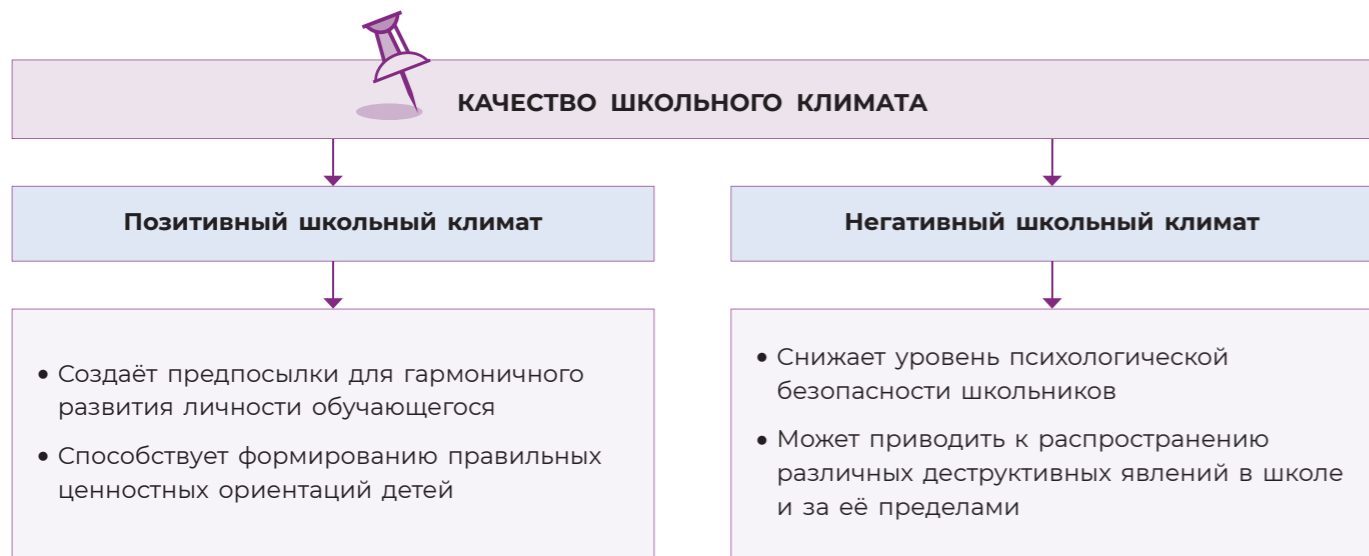 КАЧЕСТВО ШКОЛЬНОГО КЛИМАТА
Позитивный школьный климат
• Создаёт предпосылки для гармоничного
развития личности обучающегося
• Способствует формированию правильных
ценностных ориентаций детей
Негативный школьный климат
• Снижает уровень психологической
безопасности школьников
• Может приводить к распространению
различных деструктивных явлений в школе
и за её пределами